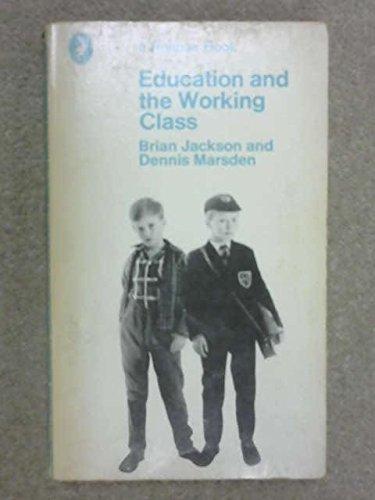 a Pelican Book
Education and
the Working
Class
Brian Jackson and
Dennis Marsden